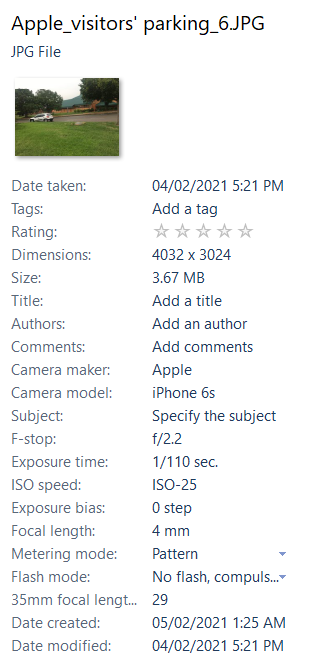 Apple_visitors' parking_6.JPG
JPG File
Date taken: 04/02/2021 5:21 PM
Tags: Add a tag
Rating:
Dimensions: 4032 x 3024
Size: 3.67 MB
Title: Add a title
Authors: Add an author
Comments: Add comments
Camera maker: Apple
Camera model: iPhone 6s
Subject: Specify the subject
F-stop: f/2.2
Exposure time: 1/110 sec.
ISO speed: ISO-25
Exposure bias: 0 step
Focal length: 4 mm
Metering mode: Pattern
Flash mode: No flash, compuls...
35mm focal lengt... 29
Date created: 05/02/2021 1:25 AM
Date modified: 04/02/2021 5:21 PM